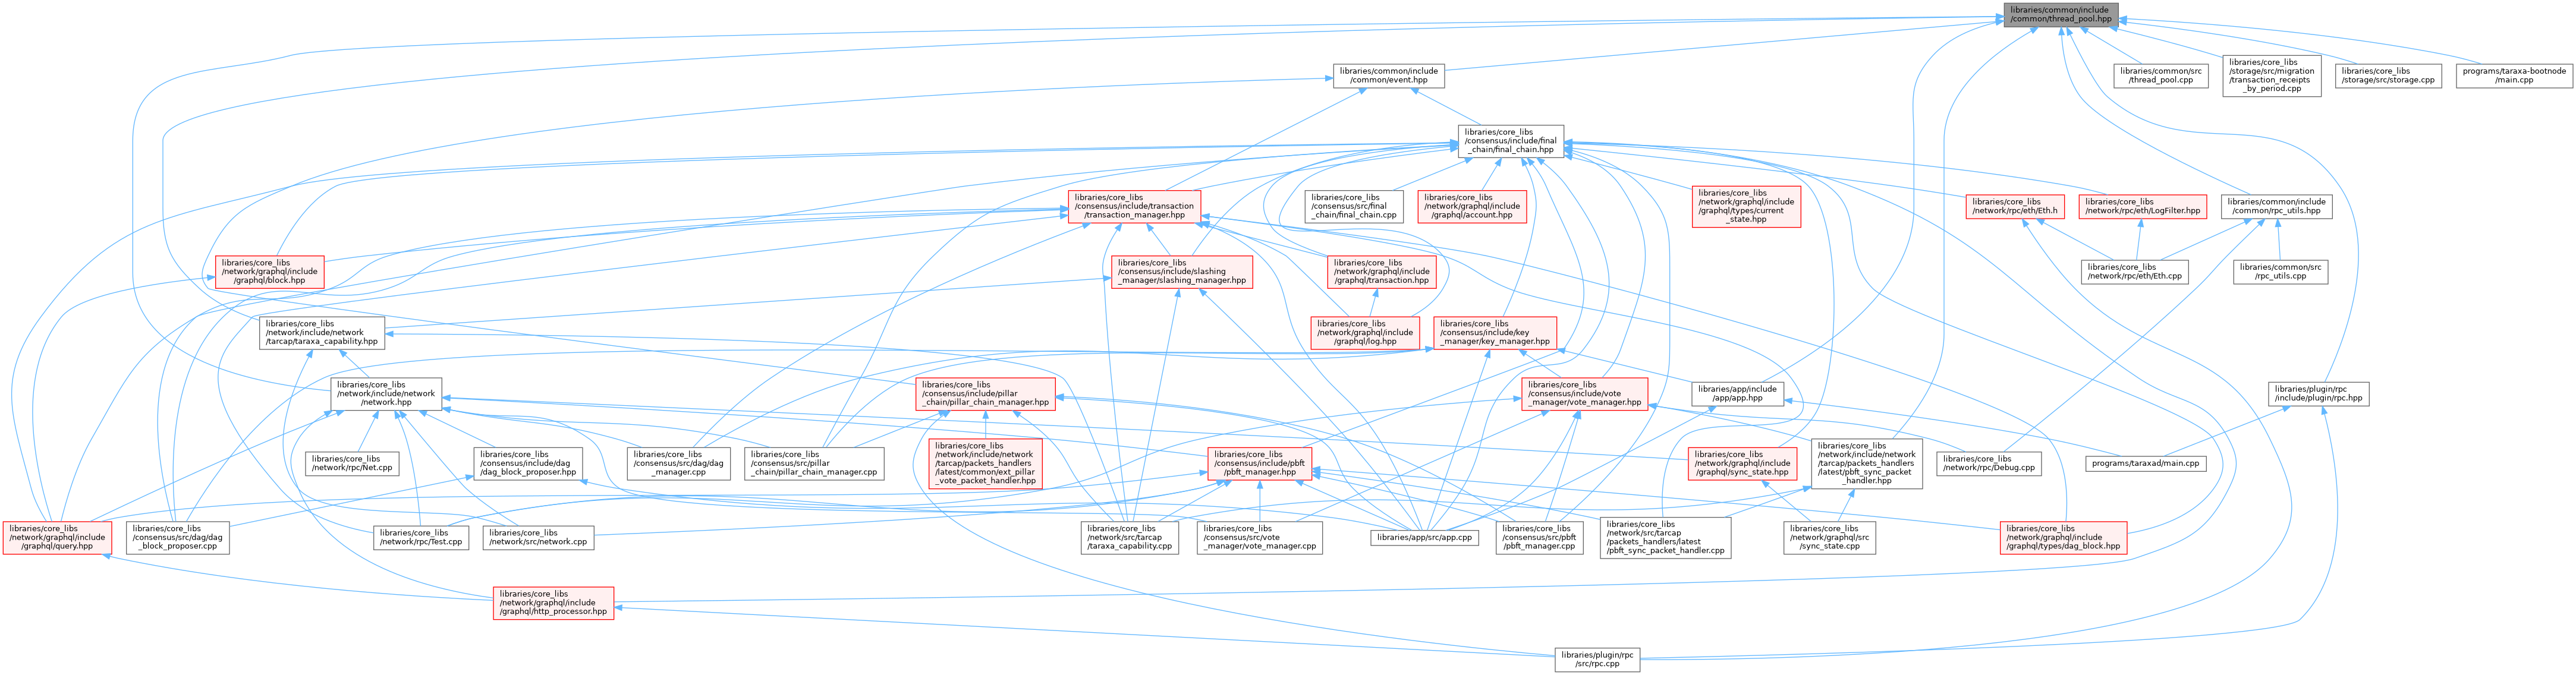 libraries/common/include
/common/thread_pool.hpp
libraries/common/include
/common/event.hpp
libraries/common/src
/thread_pool.cpp
libraries/core_libs
/storage/src/migration
/transaction_receipts
_by_period.cpp
libraries/core_libs
/storage/src/storage.cpp
programs/taraxa-bootnode
/main.cpp
libraries/core_libs
/consensus/include/final
_chain/final_chain.hpp
libraries/core_libs
/consensus/include/transaction
/transaction_manager.hpp
libraries/core_libs
/consensus/src/final
_chain/final_chain.cpp
libraries/core_libs
/network/graphql/include
/graphql/account.hpp
libraries/core_libs
/network/graphql/include
/graphql/types/current
_state.hpp
libraries/core_libs
/network/rpc/eth/Eth.h
libraries/core_libs
/network/rpc/eth/LogFilter.hpp
libraries/common/include
/common/rpc_utils.hpp
libraries/core_libs
/network/graphql/include
/graphql/block.hpp
libraries/core_libs
/consensus/include/slashing
_manager/slashing_manager.hpp
libraries/core_libs
/network/graphql/include
/graphql/transaction.hpp
libraries/core_libs
/network/rpc/eth/Eth.cpp
libraries/common/src
/rpc_utils.cpp
libraries/core_libs
/network/include/network
/tarcap/taraxa_capability.hpp
libraries/core_libs
/network/graphql/include
/graphql/log.hpp
libraries/core_libs
/consensus/include/key
_manager/key_manager.hpp
libraries/core_libs
/network/include/network
/network.hpp
libraries/core_libs
/consensus/include/pillar
_chain/pillar_chain_manager.hpp
libraries/core_libs
/consensus/include/vote
_manager/vote_manager.hpp
libraries/app/include
/app/app.hpp
libraries/plugin/rpc
/include/plugin/rpc.hpp
libraries/core_libs
/network/rpc/Net.cpp
libraries/core_libs
/consensus/include/dag
/dag_block_proposer.hpp
libraries/core_libs
/consensus/src/dag/dag
_manager.cpp
libraries/core_libs
/consensus/src/pillar
_chain/pillar_chain_manager.cpp
libraries/core_libs
/network/include/network
/tarcap/packets_handlers
/latest/common/ext_pillar
_vote_packet_handler.hpp
libraries/core_libs
/consensus/include/pbft
/pbft_manager.hpp
libraries/core_libs
/network/graphql/include
/graphql/sync_state.hpp
libraries/core_libs
/network/include/network
/tarcap/packets_handlers
/latest/pbft_sync_packet
_handler.hpp
libraries/core_libs
/network/rpc/Debug.cpp
programs/taraxad/main.cpp
libraries/core_libs
/network/graphql/include
/graphql/query.hpp
libraries/core_libs
/consensus/src/dag/dag
_block_proposer.cpp
libraries/core_libs
/network/rpc/Test.cpp
libraries/core_libs
/network/src/network.cpp
libraries/core_libs
/network/src/tarcap
/taraxa_capability.cpp
libraries/core_libs
/consensus/src/vote
_manager/vote_manager.cpp
libraries/app/src/app.cpp
libraries/core_libs
/consensus/src/pbft
/pbft_manager.cpp
libraries/core_libs
/network/src/tarcap
/packets_handlers/latest
/pbft_sync_packet_handler.cpp
libraries/core_libs
/network/graphql/src
/sync_state.cpp
libraries/core_libs
/network/graphql/include
/graphql/types/dag_block.hpp
libraries/core_libs
/network/graphql/include
/graphql/http_processor.hpp
libraries/plugin/rpc
/src/rpc.cpp